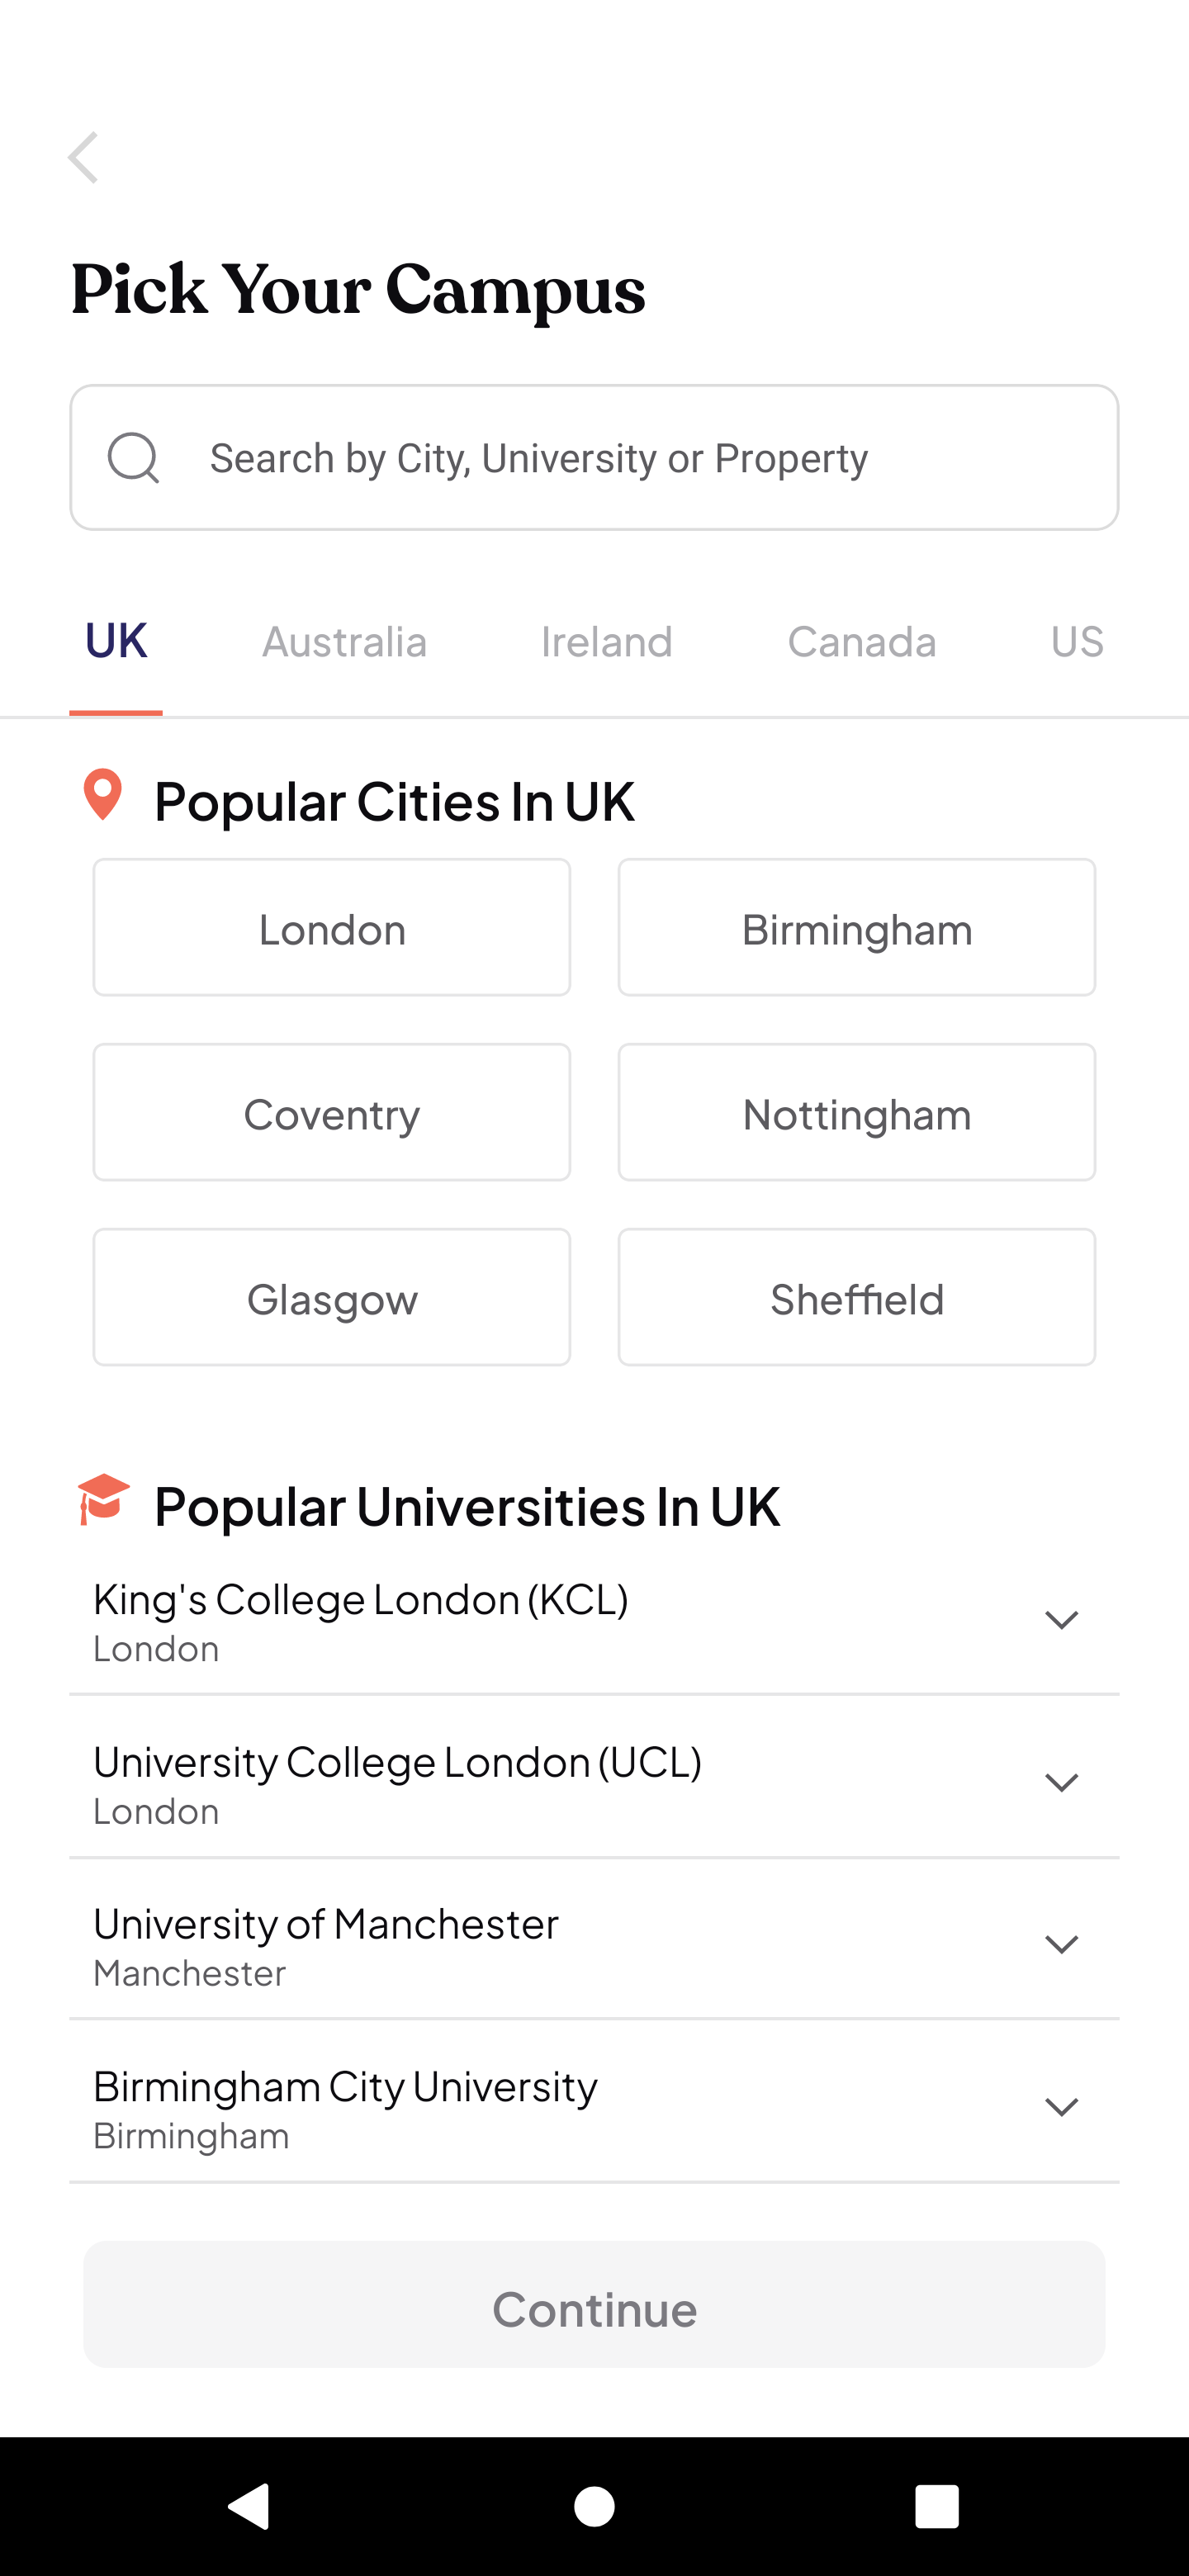 Pick Your Campus
Search by City, University or Property
UK Australia Ireland Canada US
Popular Cities In UK
London Birmingham
Coventry Nottingham
Glasgow Sheffield
Popular Universities In UK
King's College London (KCL)
London
University College London (UCL)
London
University of Manchester
Manchester
Birmingham City University
Birmingham
Continue